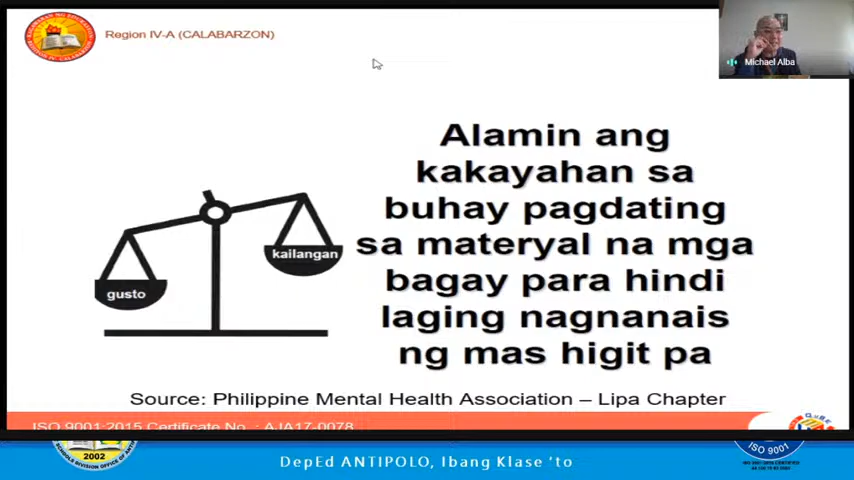 Region IV-A (CALABARZON)
Michael Alba
Alamin ang
kakayahan sa
buhay pagdating
sa materyal na mga
bagay para hindi
laging nagnanais
ng mas higit pa
kailangan
gusto
Source: Philippine Mental Health Association – Lipa Chapter
ISO 9001:2015 Certificate No. : AJA17-0078
2002
DepEd ANTIPOLO, Ibang Klase 'to
ISO 9001